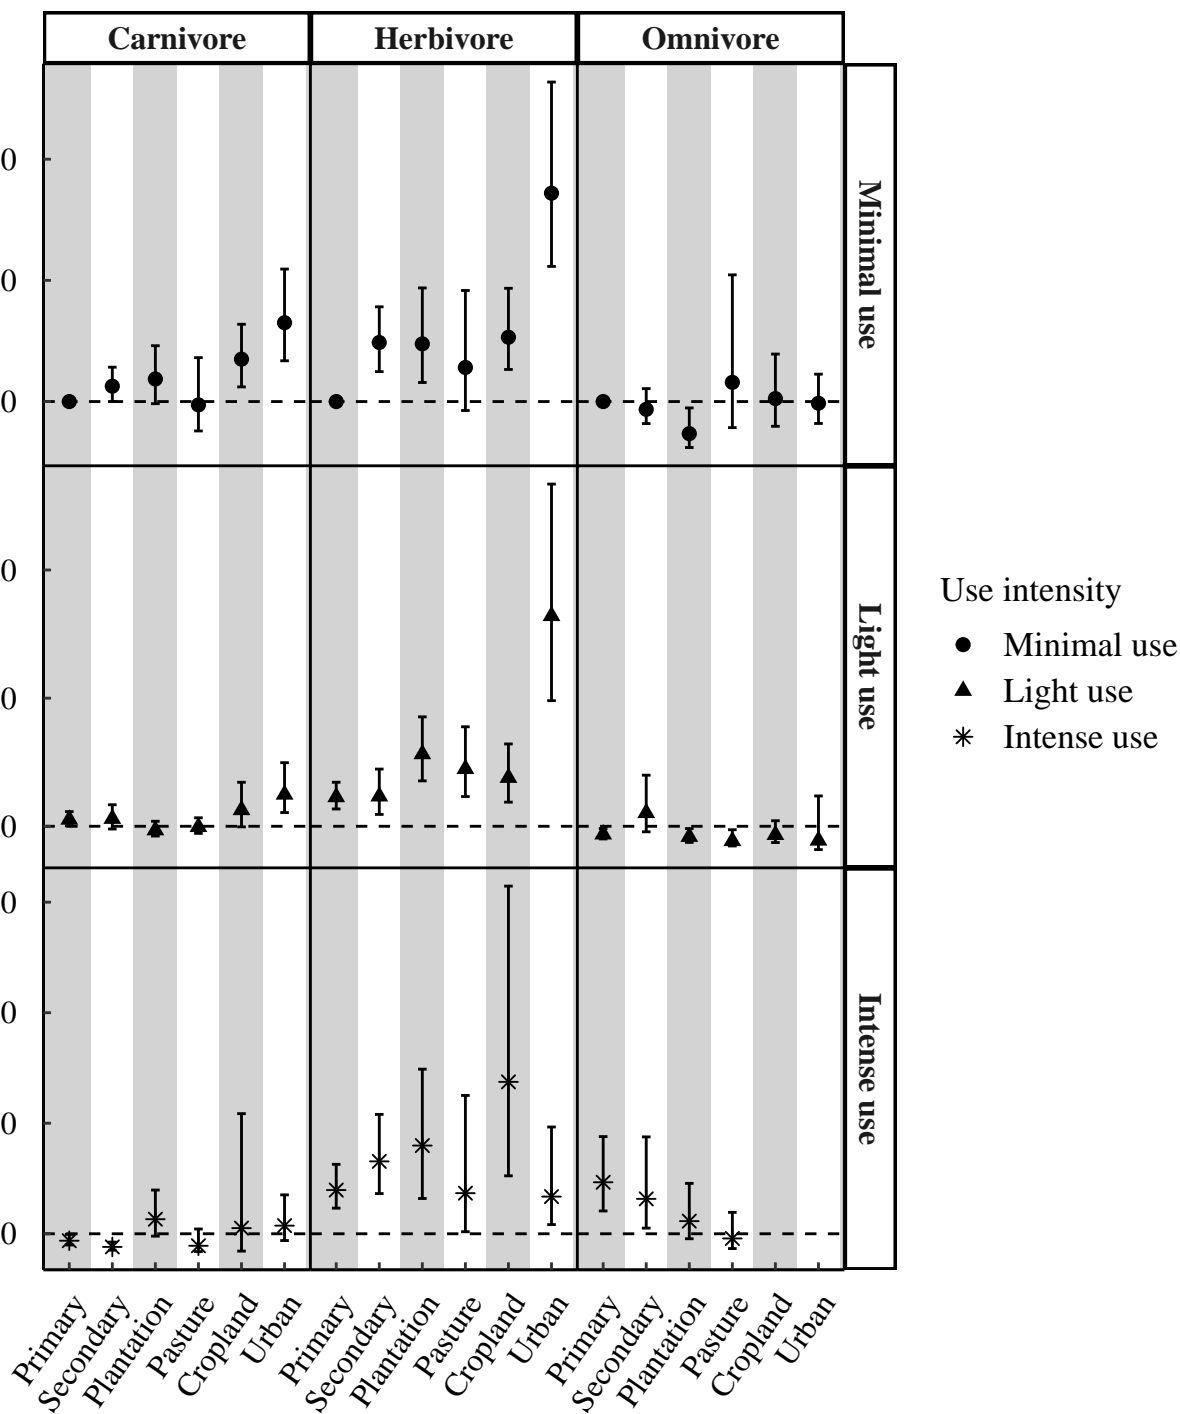 Carnivore Herbivore Omnivore
0
0
0
Minimal use
0
0
0
Light use
0
0
0
0
Intense use
Primary Secondary Plantation Pasture Cropland Urban Primary Secondary Plantation Pasture Cropland Urban Primary Secondary Plantation Pasture Cropland Urban
Use intensity
Minimal use
Light use
Intense use